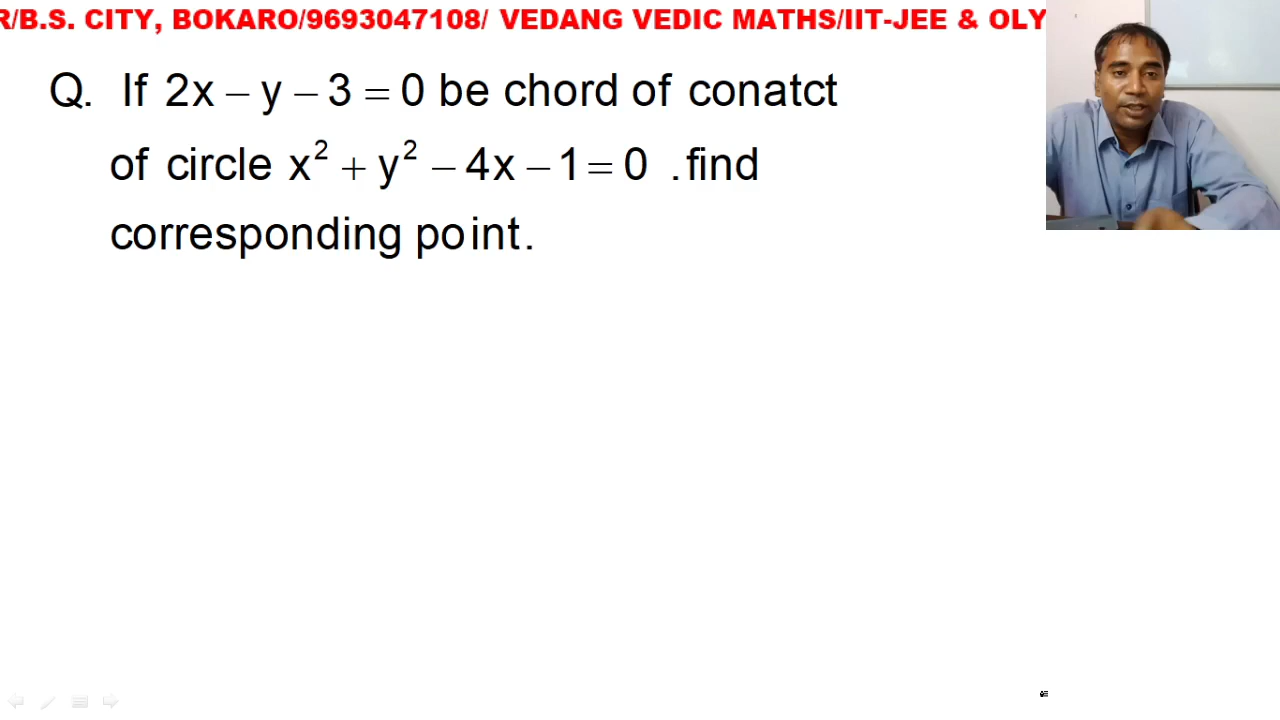 R/B.S. CITY, BOKARO/9693047108/ VEDANG VEDIC MATHS/IIT-JEE & OLY
Q. If 2x – y – 3 = 0 be chord of conatct
of circle x² + y² – 4x – 1 = 0 .find
corresponding point.